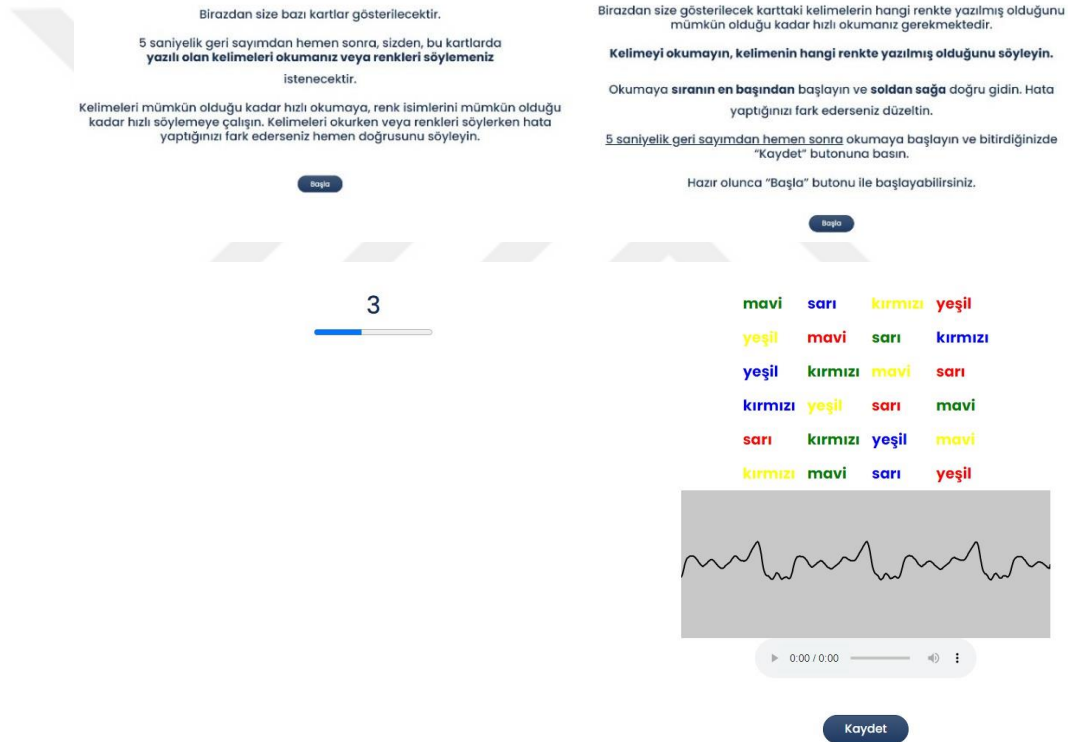 Birazdan size bazı kartlar gösterilecektir.
5 saniyelik geri sayımdan hemen sonra, sizden, bu kartlarda
yazılı olan kelimeleri okumanız veya renkleri söylemeniz
istenecektir.
Kelimeleri mümkün olduğu kadar hızlı okumaya, renk isimlerini mümkün olduğu
kadar hızlı söylemeye çalışın. Kelimeleri okurken veya renkleri söylerken hata
yaptığınızı fark ederseniz hemen doğrusunu söyleyin.
Başla
Birazdan size gösterilecek karttaki kelimelerin hangi renkte yazılmış olduğunu
mümkün olduğu kadar hızlı okumanız gerekmektedir.
Kelimeyi okumayın, kelimenin hangi renkte yazılmış olduğunu söyleyin.
Okumaya sıranın en başından başlayın ve soldan sağa doğru gidin. Hata
yaptığınızı fark ederseniz düzeltin.
5 saniyelik geri sayımdan hemen sonra okumaya başlayın ve bitirdiğinizde
“Kaydet” butonuna basın.
Hazır olunca “Başla” butonu ile başlayabilirsiniz.
Başla
3
mavi sarı kırmızı yeşil
yeşil mavi sarı kırmızı
yeşil kırmızı mavi sarı
kırmızı yeşil sarı mavi
sarı kırmızı yeşil mavi
kırmızı mavi sarı yeşil
0:00 / 0:00
Kaydet